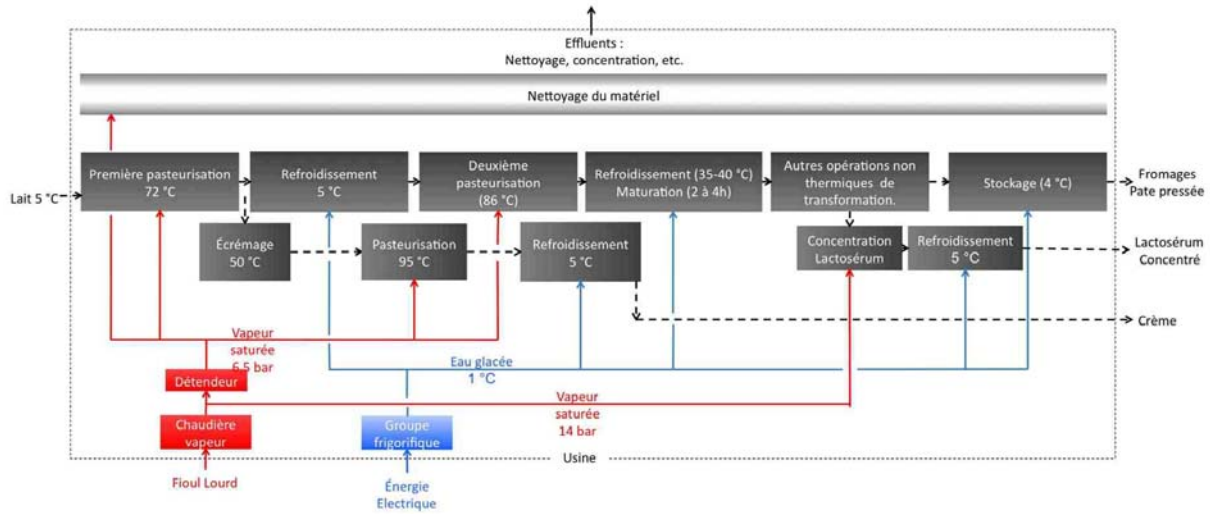 Effluents :
Nettoyage, concentration, etc.
Nettoyage du matériel
Lait 5 °C
Première pasteurisation
72 °C
Refroidissement
5 °C
Deuxième
pasteurisation
(86 °C)
Refroidissement (35-40 °C)
Maturation (2 à 4h)
Autres opérations non
thermiques de
transformation.
Stockage (4 °C)
Fromages
Pate pressée
Écrémage
50 °C
Pasteurisation
95 °C
Refroidissement
5 °C
Concentration
Lactosérum
Refroidissement
5 °C
Lactosérum
Concentré
Crème
Vapeur
saturée
6,5 bar
Eau glacée
1 °C
Détendeur
Vapeur
saturée
14 bar
Chaudière
vapeur
Groupe
frigorifique
Usine
Fioul Lourd
Énergie
Electrique